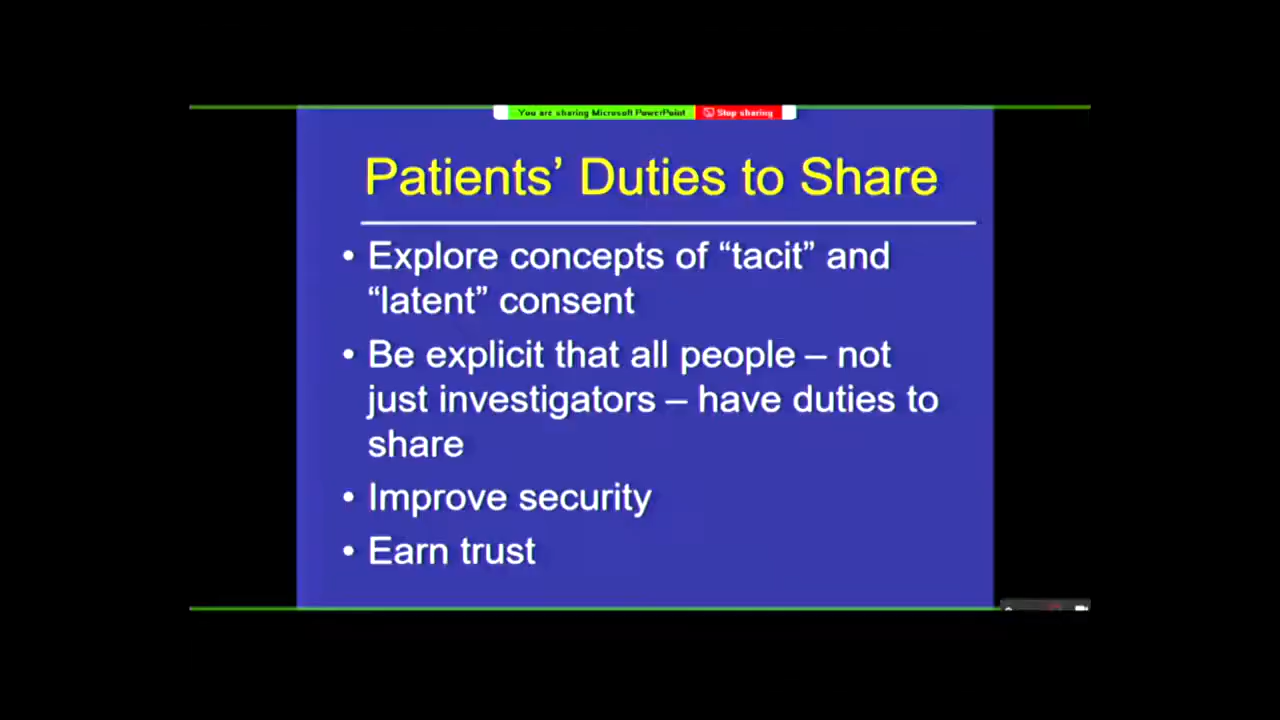 You are sharing Microsoft PowerPoint Stop sharing
Patients’ Duties to Share
• Explore concepts of “tacit” and
“latent” consent
• Be explicit that all people – not
just investigators – have duties to
share
• Improve security
• Earn trust